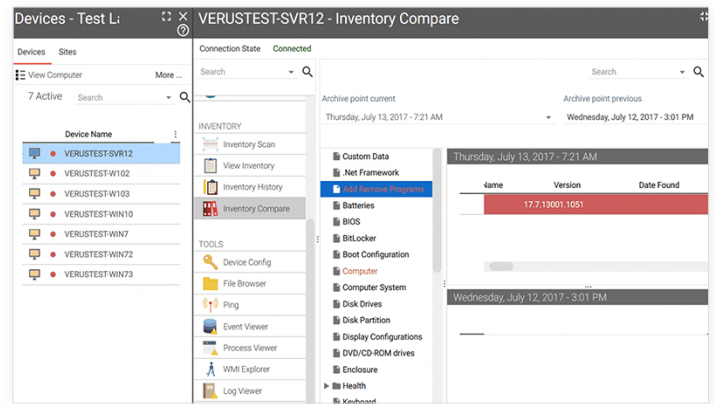 Devices - Test La
VERUSTEST-SVR12 - Inventory Compare
Devices
Sites
View Computer
More ...
7 Active
Search
Device Name
VERUSTEST-SVR12
VERUSTEST-W102
VERUSTEST-W103
VERUSTEST-WIN10
VERUSTEST-WIN7
VERUSTEST-WIN72
VERUSTEST-WIN73
Connection State
Connected
Search
INVENTORY
Inventory Scan
View Inventory
Inventory History
Inventory Compare
TOOLS
Device Config
File Browser
Ping
Event Viewer
Process Viewer
WMI Explorer
Log Viewer
Search
Archive point current
Archive point previous
Thursday, July 13, 2017 - 7:21 AM
Wednesday, July 12, 2017 - 3:01 PM
Custom Data
.Net Framework
Add Remove Programs
Batteries
BIOS
BitLocker
Boot Configuration
Computer
Computer System
Disk Drives
Disk Partition
Display Configurations
DVD/CD-ROM drives
Enclosure
Health
Keyboard
Thursday, July 13, 2017 - 7:21 AM
Name
Version
Date Found
17.7.13001.1051
Wednesday, July 12, 2017 - 3:01 PM